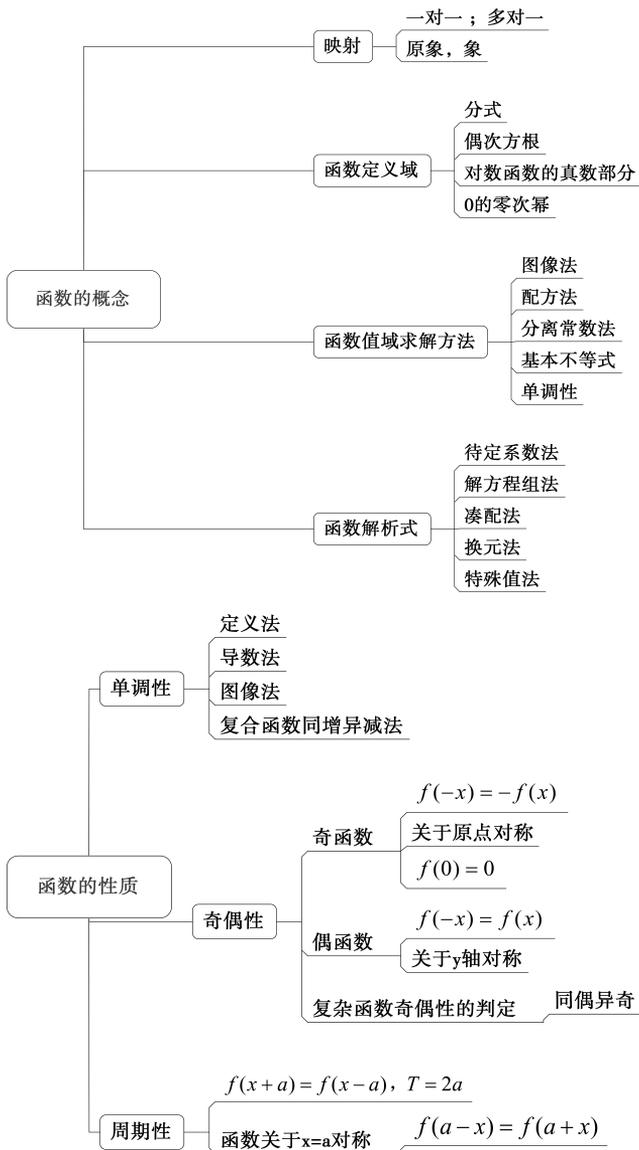 映射
一对一；多对一
原象，象
函数定义域
分式
偶次方根
对数函数的真数部分
0的零次幂
函数的概念
函数值域求解方法
图像法
配方法
分离常数法
基本不等式
单调性
函数解析式
待定系数法
解方程组法
凑配法
换元法
特殊值法
单调性
定义法
导数法
图像法
复合函数同增异减法
函数的性质
奇偶性
奇函数
f(−x)=−f(x)
关于原点对称
f(0)=0
偶函数
f(−x)=f(x)
关于y轴对称
复杂函数奇偶性的判定
同偶异奇
周期性
f(x+a)=f(x−a)，T=2a
函数关于x=a对称
f(a−x)=f(a+x)